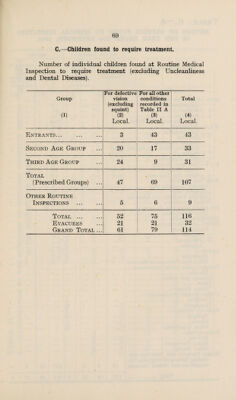 69
C.—Children found to require treatment.
Number of individual children found at Routine Medical
Inspection to require treatment (excluding Uncleanliness
and Dental Diseases).
Group (1) | For defective vision (excluding squint) (2) Local. | For all other conditions recorded in Table II A (3) Local. | Total (4) Local.
ENTRANTS... ... ... 3 43 43
SECOND AGE GROUP ... 20 17 33
THIRD AGE GROUP ... 24 9 31
TOTAL
(Prescribed Groups) ... 47 69 107
OTHER ROUTINE
INSPECTIONS ... ... 5 6 9
TOTAL ... ... 52 75 116
EVACUEES ... 21 21 32
GRAND TOTAL ... 61 79 114